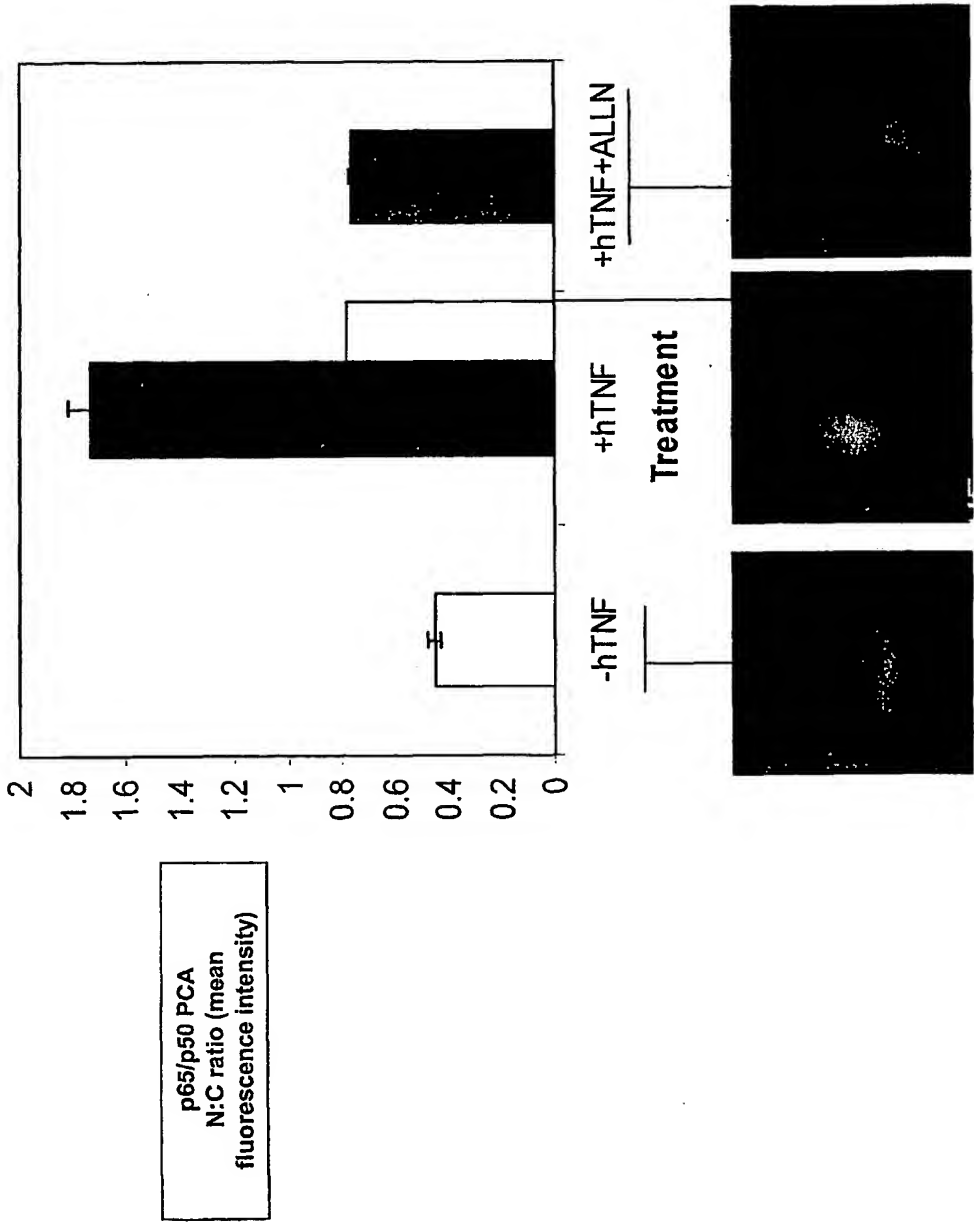 p65/p50 PCA
N:C ratio (mean
fluorescence intensity)
2
1.8
1.6
1.4
1.2
1
0.8
0.6
0.4
0.2
0
-hTNF
+hTNF
+hTNF+ALLN
Treatment